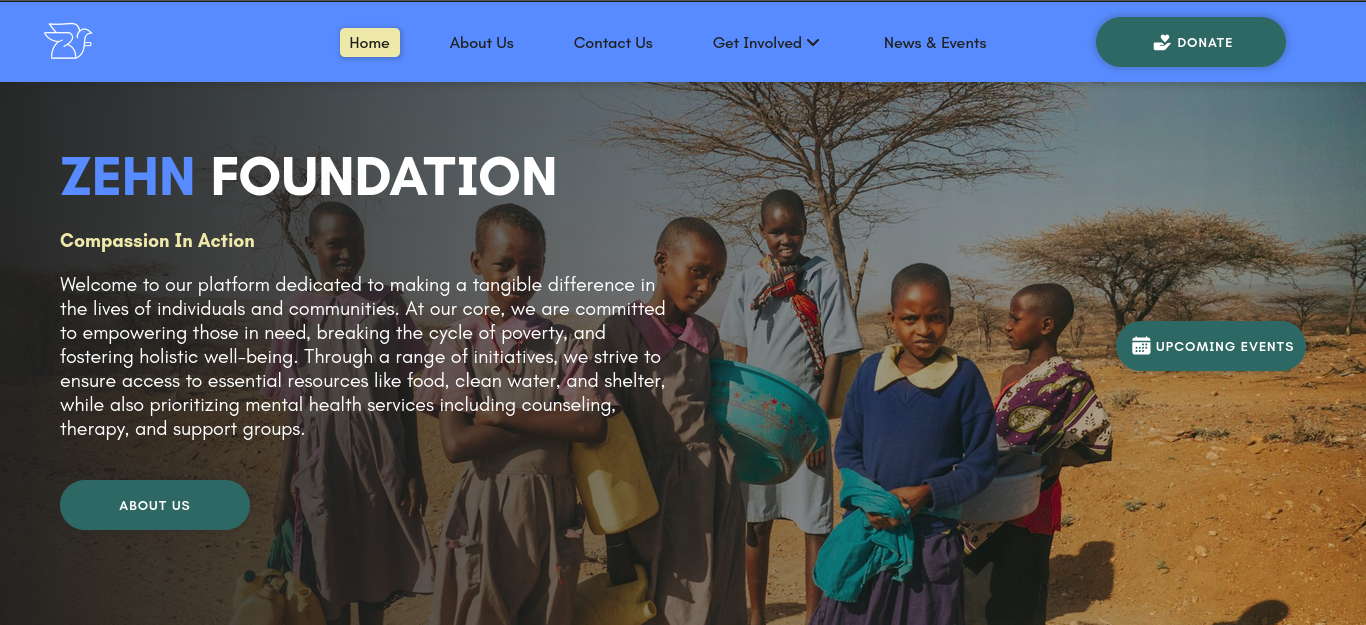 Home
About Us
Contact Us
Get Involved
News & Events
DONATE
ZEHN FOUNDATION
Compassion In Action
Welcome to our platform dedicated to making a tangible difference in
the lives of individuals and communities. At our core, we are committed
to empowering those in need, breaking the cycle of poverty, and
fostering holistic well-being. Through a range of initiatives, we strive to
ensure access to essential resources like food, clean water, and shelter,
while also prioritizing mental health services including counseling,
therapy, and support groups.
UPCOMING EVENTS
ABOUT US